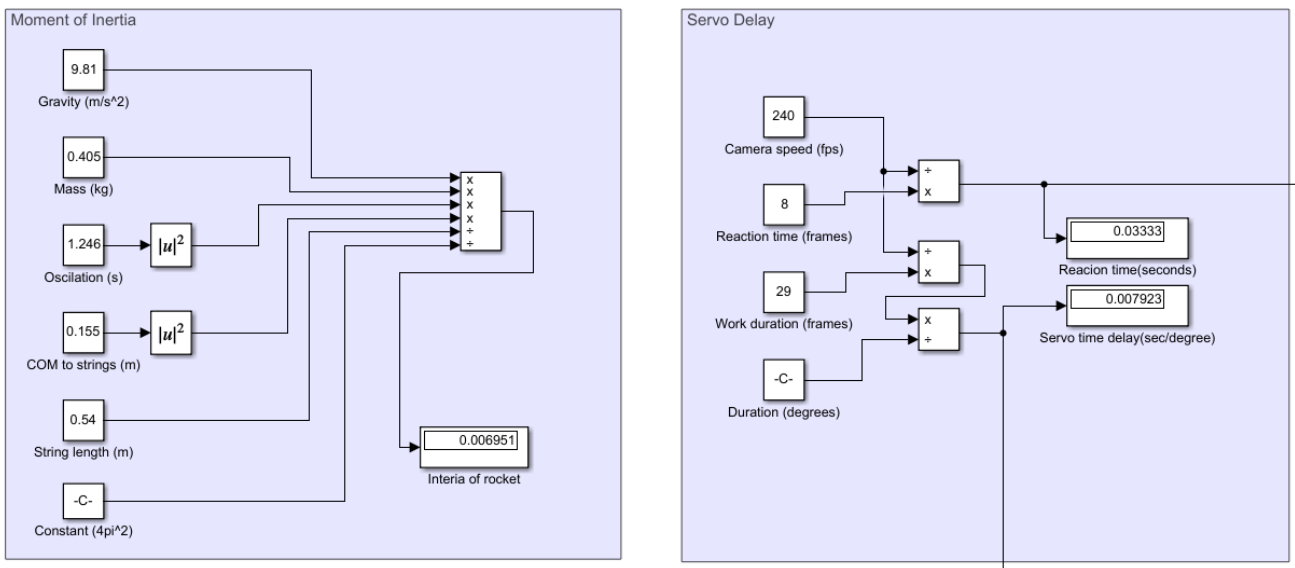 Moment of Inertia
9.81
Gravity (m/s^2)
0.405
Mass (kg)
1.246
|u|²
Oscilation (s)
0.155
|u|²
COM to strings (m)
0.54
String length (m)
-C-
Constant (4pi^2)
x
x
x
x
÷
÷
0.006951
Interia of rocket
Servo Delay
240
Camera speed (fps)
8
Reaction time (frames)
29
Work duration (frames)
-C-
Duration (degrees)
÷
x
÷
x
x
÷
0.03333
Reacion time(seconds)
0.007923
Servo time delay(sec/degree)